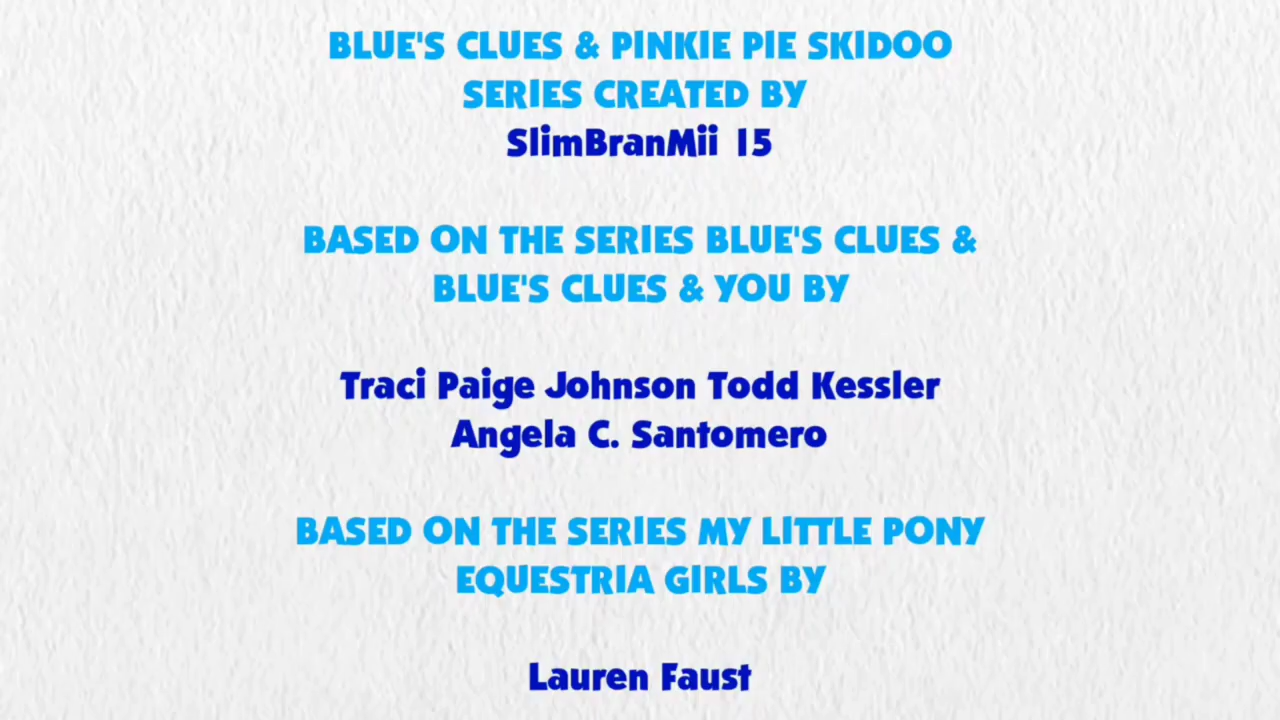 BLUE'S CLUES & PINKIE PIE SKIDOO
SERIES CREATED BY
SlimBranMii 15
BASED ON THE SERIES BLUE'S CLUES &
BLUE'S CLUES & YOU BY
Traci Paige Johnson Todd Kessler
Angela C. Santomero
BASED ON THE SERIES MY LITTLE PONY
EQUESTRIA GIRLS BY
Lauren Faust